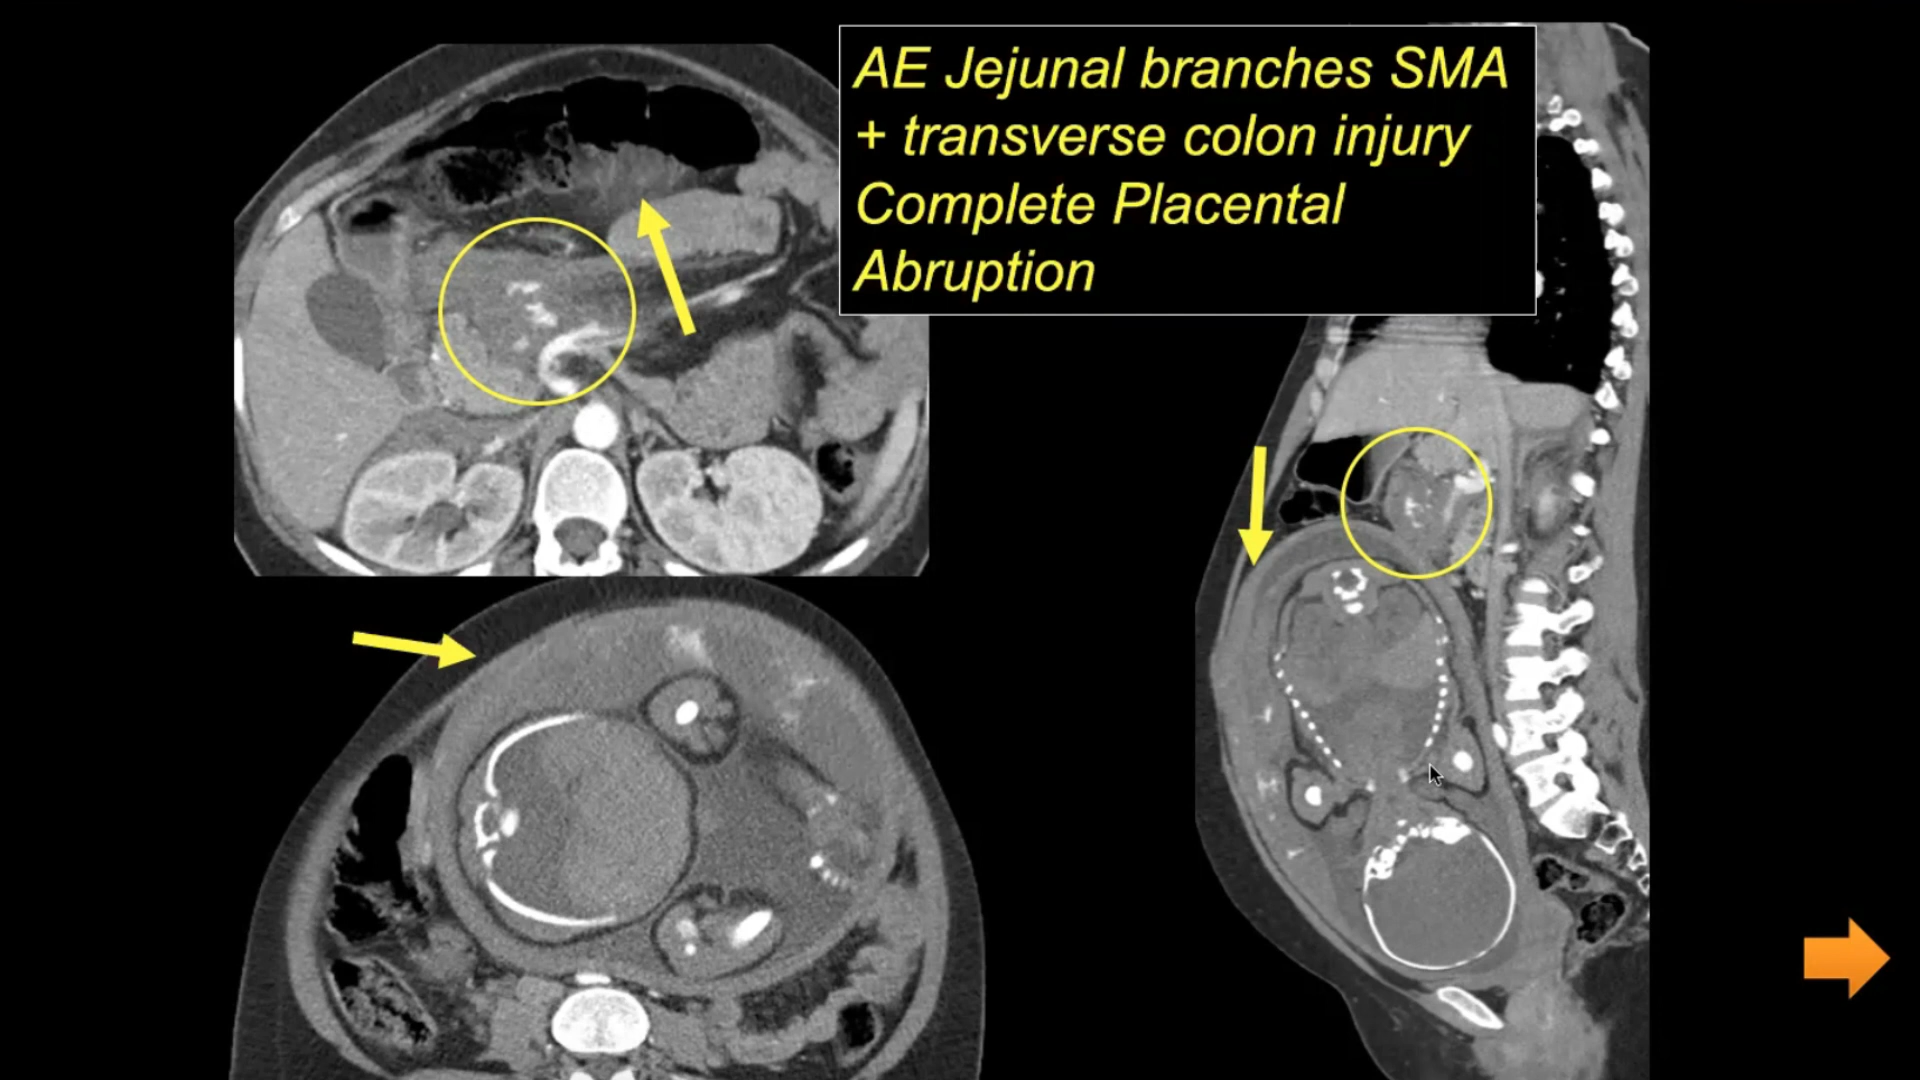 AE Jejunal branches SMA
+ transverse colon injury
Complete Placental
Abruption